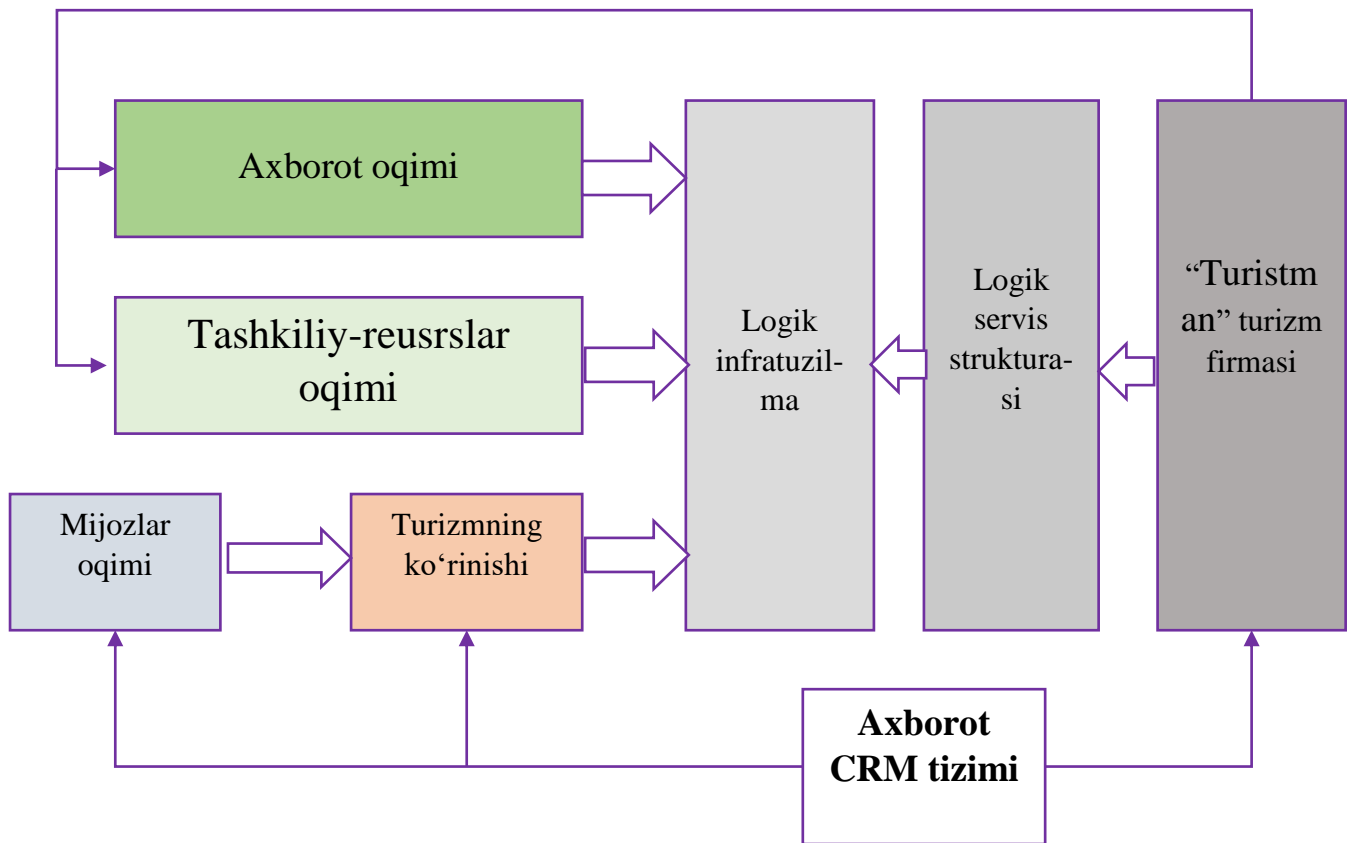 Axborot oqimi
Tashkiliy-reusrslar
oqimi
Mijozlar
oqimi
Turizmning
ko‘rinishi
Logik
infratuzil-
ma
Logik
servis
struktura-
si
“Turistm
an” turizm
firmasi
Axborot
CRM tizimi